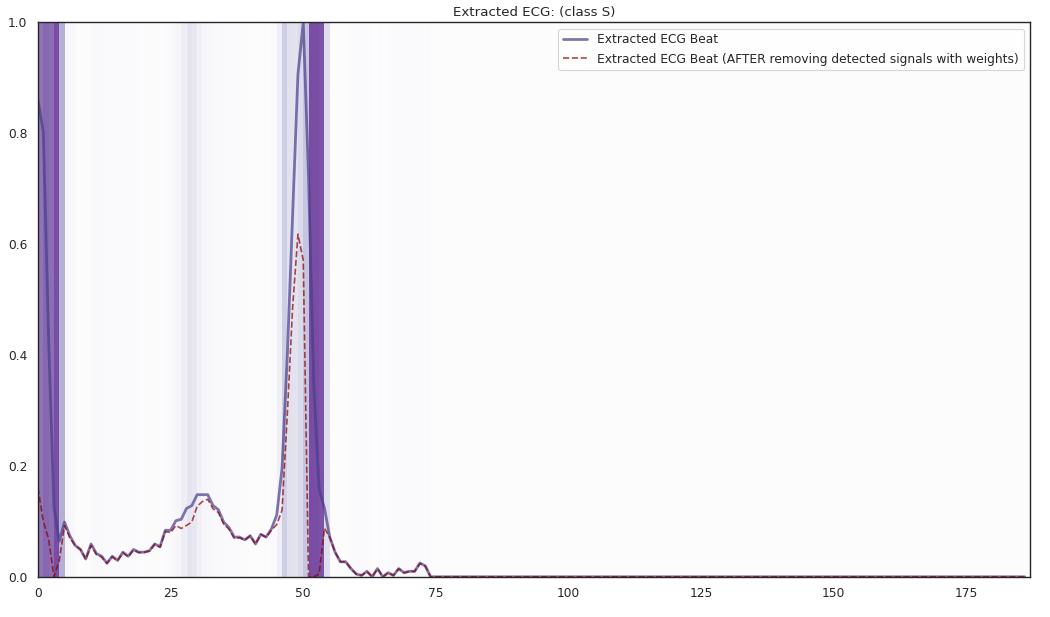 Extracted ECG: (class S)
Extracted ECG Beat
Extracted ECG Beat (AFTER removing detected signals with weights)
1.0
0.8
0.6
0.4
0.2
0.0
0 25 50 75 100 125 150 175